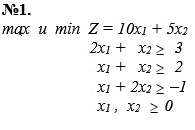 №1.
max и min Z = 10x₁ + 5x₂
2x₁ + x₂ ≥ 3
x₁ + x₂ ≥ 2
x₁ + 2x₂ ≥ −1
x₁ , x₂ ≥ 0